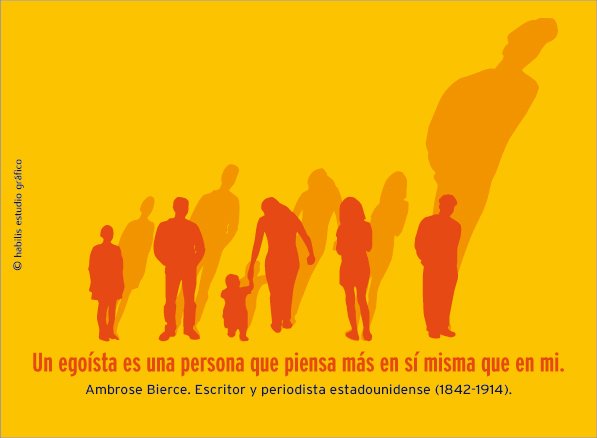 © habilis estudio gráfico
Un egoísta es una persona que piensa más en sí misma que en mi.
Ambrose Bierce. Escritor y periodista estadounidense (1842-1914).